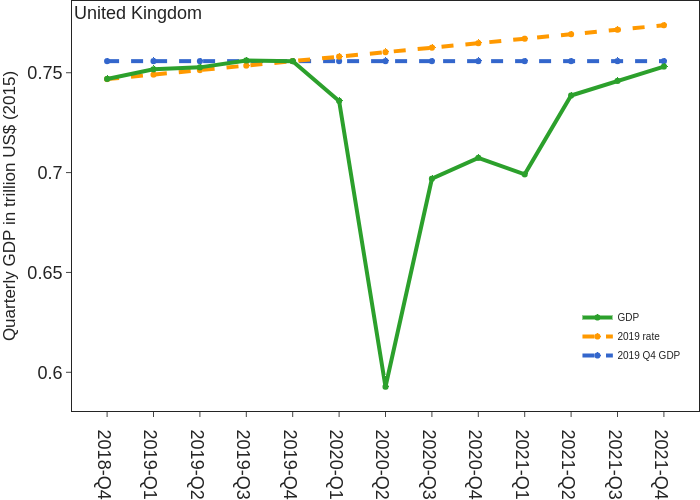 United Kingdom
Quarterly GDP in trillion US$ (2015)
0.75
0.7
0.65
0.6
GDP
2019 rate
2019 Q4 GDP
2018-Q4
2019-Q1
2019-Q2
2019-Q3
2019-Q4
2020-Q1
2020-Q2
2020-Q3
2020-Q4
2021-Q1
2021-Q2
2021-Q3
2021-Q4